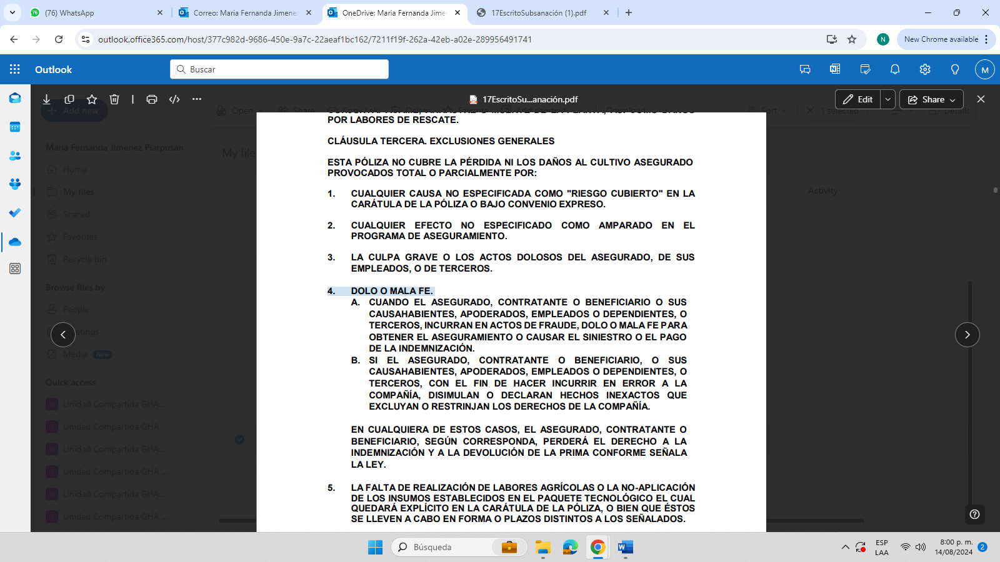 (76) WhatsApp
Correo: Maria Fernanda Jimene
OneDrive: Maria Fernanda Jimen
17EscritoSubsanación (1).pdf
outlook.office365.com/host/377c982d-9686-450e-9a7c-22aeaf1bc162/7211f19f-262a-42eb-a02e-289956491741
N
New Chrome available
Outlook
Buscar
M
17EscritoSu...anación.pdf
Edit
Share
Add new
Open
Share
Copy link
Delete
Favorite
Add shortcut
Download
Sort
1 selected
Details
Maria Fernanda Jimenez Piarpusan
My file
Home
My files
Shared
Favorites
Recycle bin
Browse files by
People
Meetings
Media New
Quick access
Unidad Compartida GHA ...
Unidad Compartida GHA
Unidad Compartida GHA ...
Unidad Compartida GHA ...
Unidad Compartida GHA ...
Unidad Compartida GHA ...
Activity
POR LABORES DE RESCATE.
CLÁUSULA TERCERA. EXCLUSIONES GENERALES
ESTA PÓLIZA NO CUBRE LA PÉRDIDA NI LOS DAÑOS AL CULTIVO ASEGURADO
PROVOCADOS TOTAL O PARCIALMENTE POR:
1. CUALQUIER CAUSA NO ESPECIFICADA COMO "RIESGO CUBIERTO" EN LA
CARÁTULA DE LA PÓLIZA O BAJO CONVENIO EXPRESO.
2. CUALQUIER EFECTO NO ESPECIFICADO COMO AMPARADO EN EL
PROGRAMA DE ASEGURAMIENTO.
3. LA CULPA GRAVE O LOS ACTOS DOLOSOS DEL ASEGURADO, DE SUS
EMPLEADOS, O DE TERCEROS.
4. DOLO O MALA FE.
A. CUANDO EL ASEGURADO, CONTRATANTE O BENEFICIARIO O SUS
CAUSAHABIENTES, APODERADOS, EMPLEADOS O DEPENDIENTES, O
TERCEROS, INCURRAN EN ACTOS DE FRAUDE, DOLO O MALA FE PARA
OBTENER EL ASEGURAMIENTO O CAUSAR EL SINIESTRO O EL PAGO
DE LA INDEMNIZACIÓN.
B. SI EL ASEGURADO, CONTRATANTE O BENEFICIARIO, O SUS
CAUSAHABIENTES, APODERADOS, EMPLEADOS O DEPENDIENTES, O
TERCEROS, CON EL FIN DE HACER INCURRIR EN ERROR A LA
COMPAÑÍA, DISIMULAN O DECLARAN HECHOS INEXACTOS QUE
EXCLUYAN O RESTRINJAN LOS DERECHOS DE LA COMPAÑÍA.
EN CUALQUIERA DE ESTOS CASOS, EL ASEGURADO, CONTRATANTE O
BENEFICIARIO, SEGÚN CORRESPONDA, PERDERÁ EL DERECHO A LA
INDEMNIZACIÓN Y A LA DEVOLUCIÓN DE LA PRIMA CONFORME SEÑALA
LA LEY.
5. LA FALTA DE REALIZACIÓN DE LABORES AGRÍCOLAS O LA NO-APLICACIÓN
DE LOS INSUMOS ESTABLECIDOS EN EL PAQUETE TECNOLÓGICO EL CUAL
QUEDARÁ EXPLÍCITO EN LA CARÁTULA DE LA PÓLIZA, O BIEN QUE ÉSTOS
SE LLEVEN A CABO EN FORMA O PLAZOS DISTINTOS A LOS SEÑALADOS.
Búsqueda
ESP
LAA
8:00 p. m.
14/08/2024
2